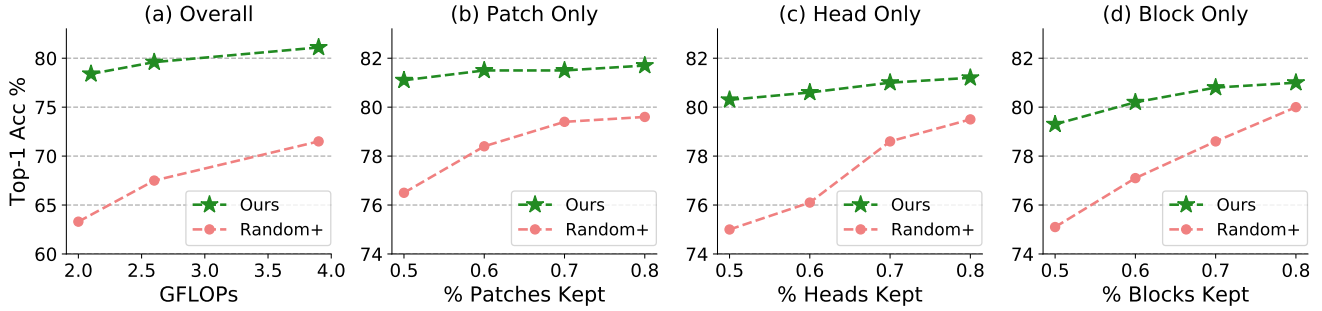 (a) Overall
Top-1 Acc %
80
75
70
65
60
2.0 2.5 3.0 3.5 4.0
GFLOPs
Ours
Random+
(b) Patch Only
82
80
78
76
74
0.5 0.6 0.7 0.8
% Patches Kept
Ours
Random+
(c) Head Only
82
80
78
76
74
0.5 0.6 0.7 0.8
% Heads Kept
Ours
Random+
(d) Block Only
82
80
78
76
74
0.5 0.6 0.7 0.8
% Blocks Kept
Ours
Random+